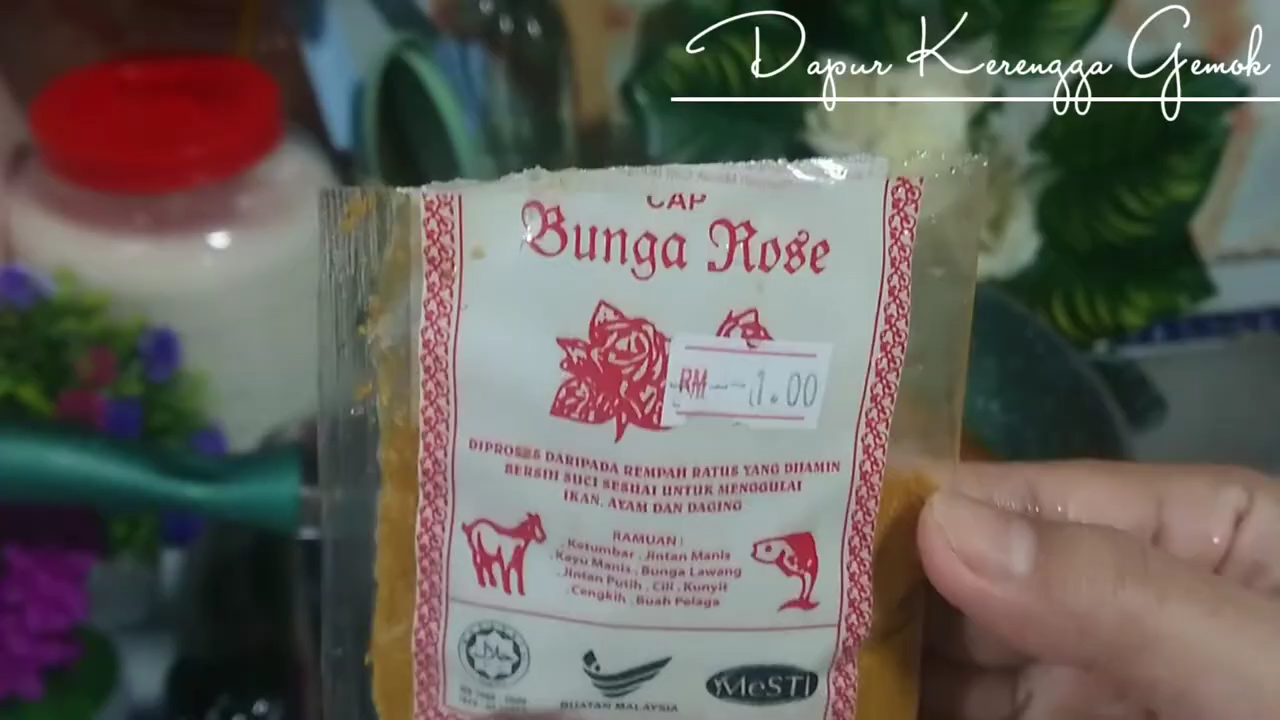 Dapur Kerengga Gemok
CAP
Bunga Rose
RM 1.00
DIPROSES DARIPADA REMPAH RATUS YANG DIJAMIN
BERSIH SUCI SESUAI UNTUK MENGGULAI
IKAN, AYAM DAN DAGING
RAMUAN :
. Ketumbar . Jintan Manis
. Kayu Manis . Bunga Lawang
. Jintan Putih . Cili . Kunyit
. Cengkih . Buah Pelaga
BUATAN MALAYSIA
MeSTI